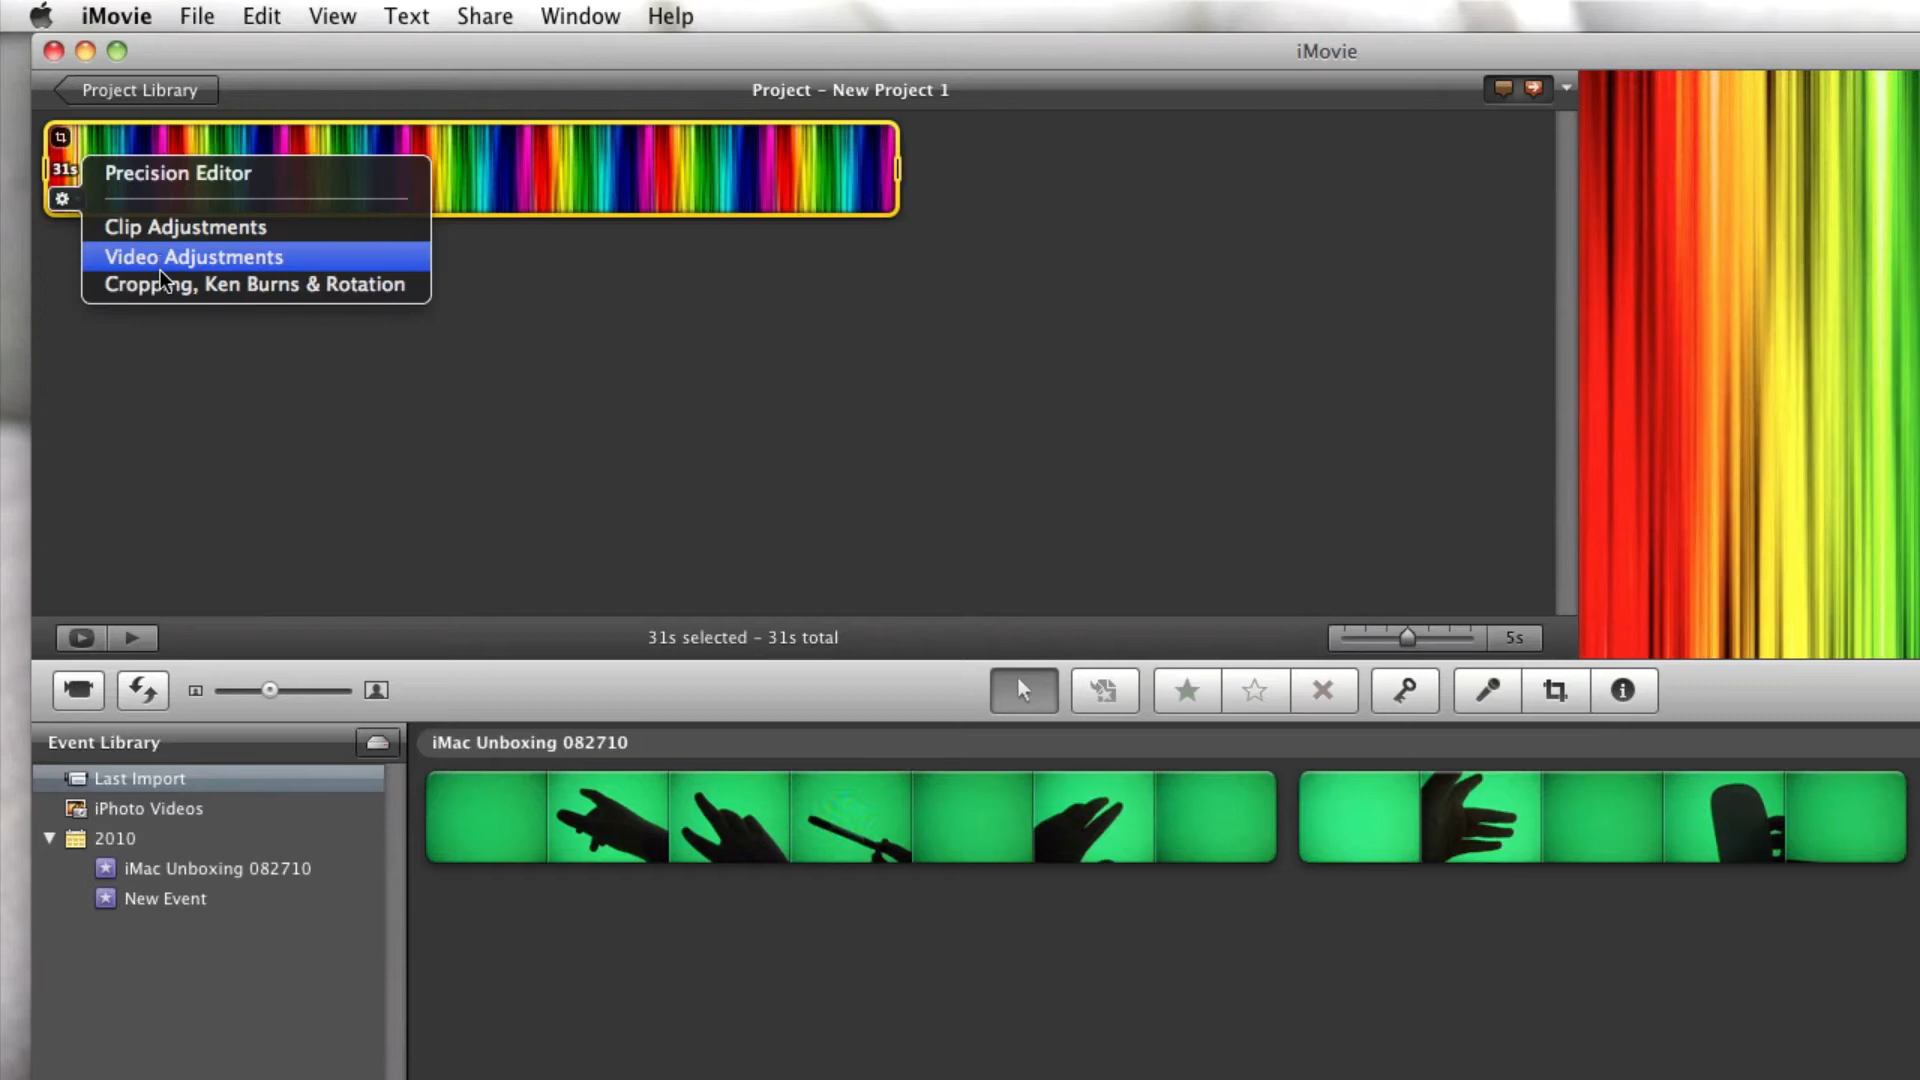 iMovie File Edit View Text Share Window Help
iMovie
Project Library
Project - New Project 1
31s
Precision Editor
Clip Adjustments
Video Adjustments
Cropping, Ken Burns & Rotation
31s selected - 31s total
5s
Event Library
iMac Unboxing 082710
Last Import
iPhoto Videos
2010
iMac Unboxing 082710
New Event